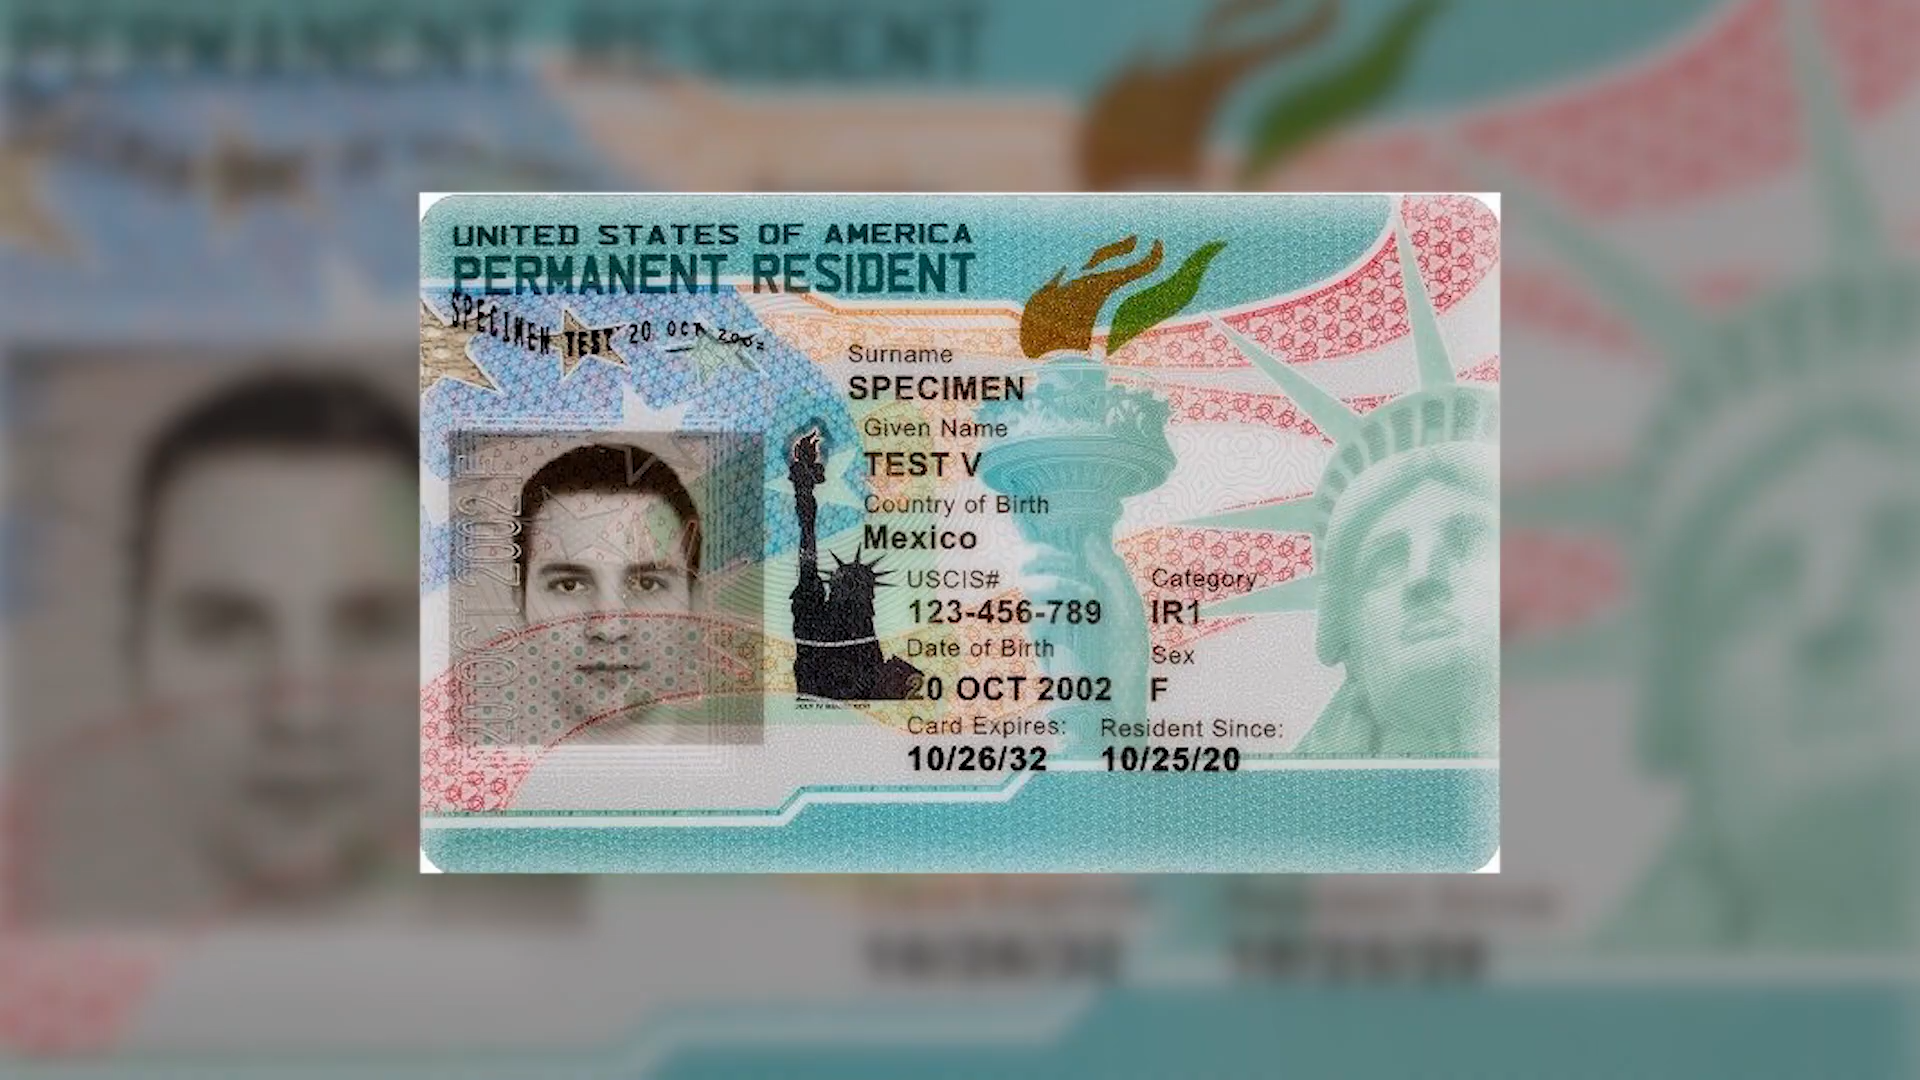 UNITED STATES OF AMERICA
PERMANENT RESIDENT
SPECIMEN TEST 20 OCT 2002
Surname
SPECIMEN
Given Name
TEST V
Country of Birth
Mexico
USCIS#
123-456-789
Category
IR1
Date of Birth
20 OCT 2002
Sex
F
Card Expires:
10/26/32
Resident Since:
10/25/20
20 OCT 2002
PERMANENT RESIDENT